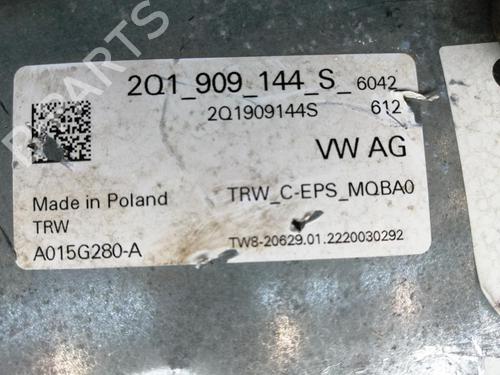 2Q1_909_144_S_ 6042
2Q1909144S 612
VW AG
Made in Poland TRW_C-EPS_MQBA0
TRW
A015G280-A TW8-20629.01.2220030292